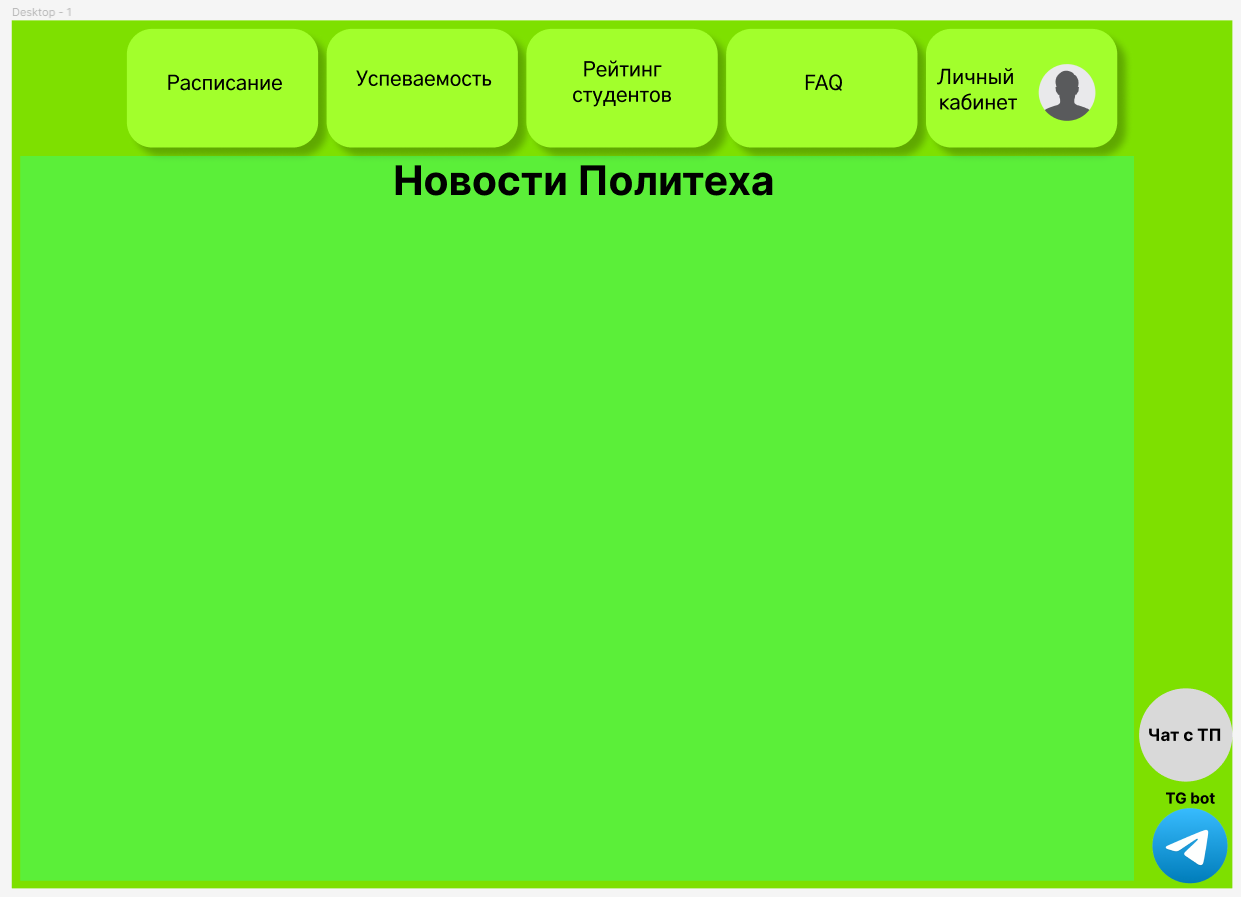 Desktop - 1
Расписание
Успеваемость
Рейтинг
студентов
FAQ
Личный
кабинет
Новости Политеха
Чат с ТП
TG bot